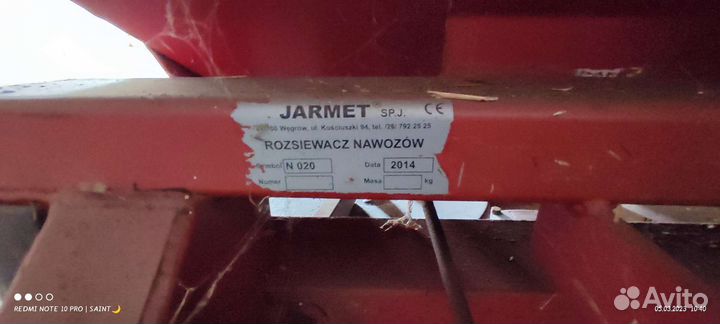 JARMET SP.J. CE
Węgrów, ul. Kościuszki 94, tel. /25/ 792 25 25
ROZSIEWACZ NAWOZÓW
Symbol N 020 Data 2014
Numer Masa kg
REDMI NOTE 10 PRO | SAINT🌙
Avito
05.03.2023 10:40